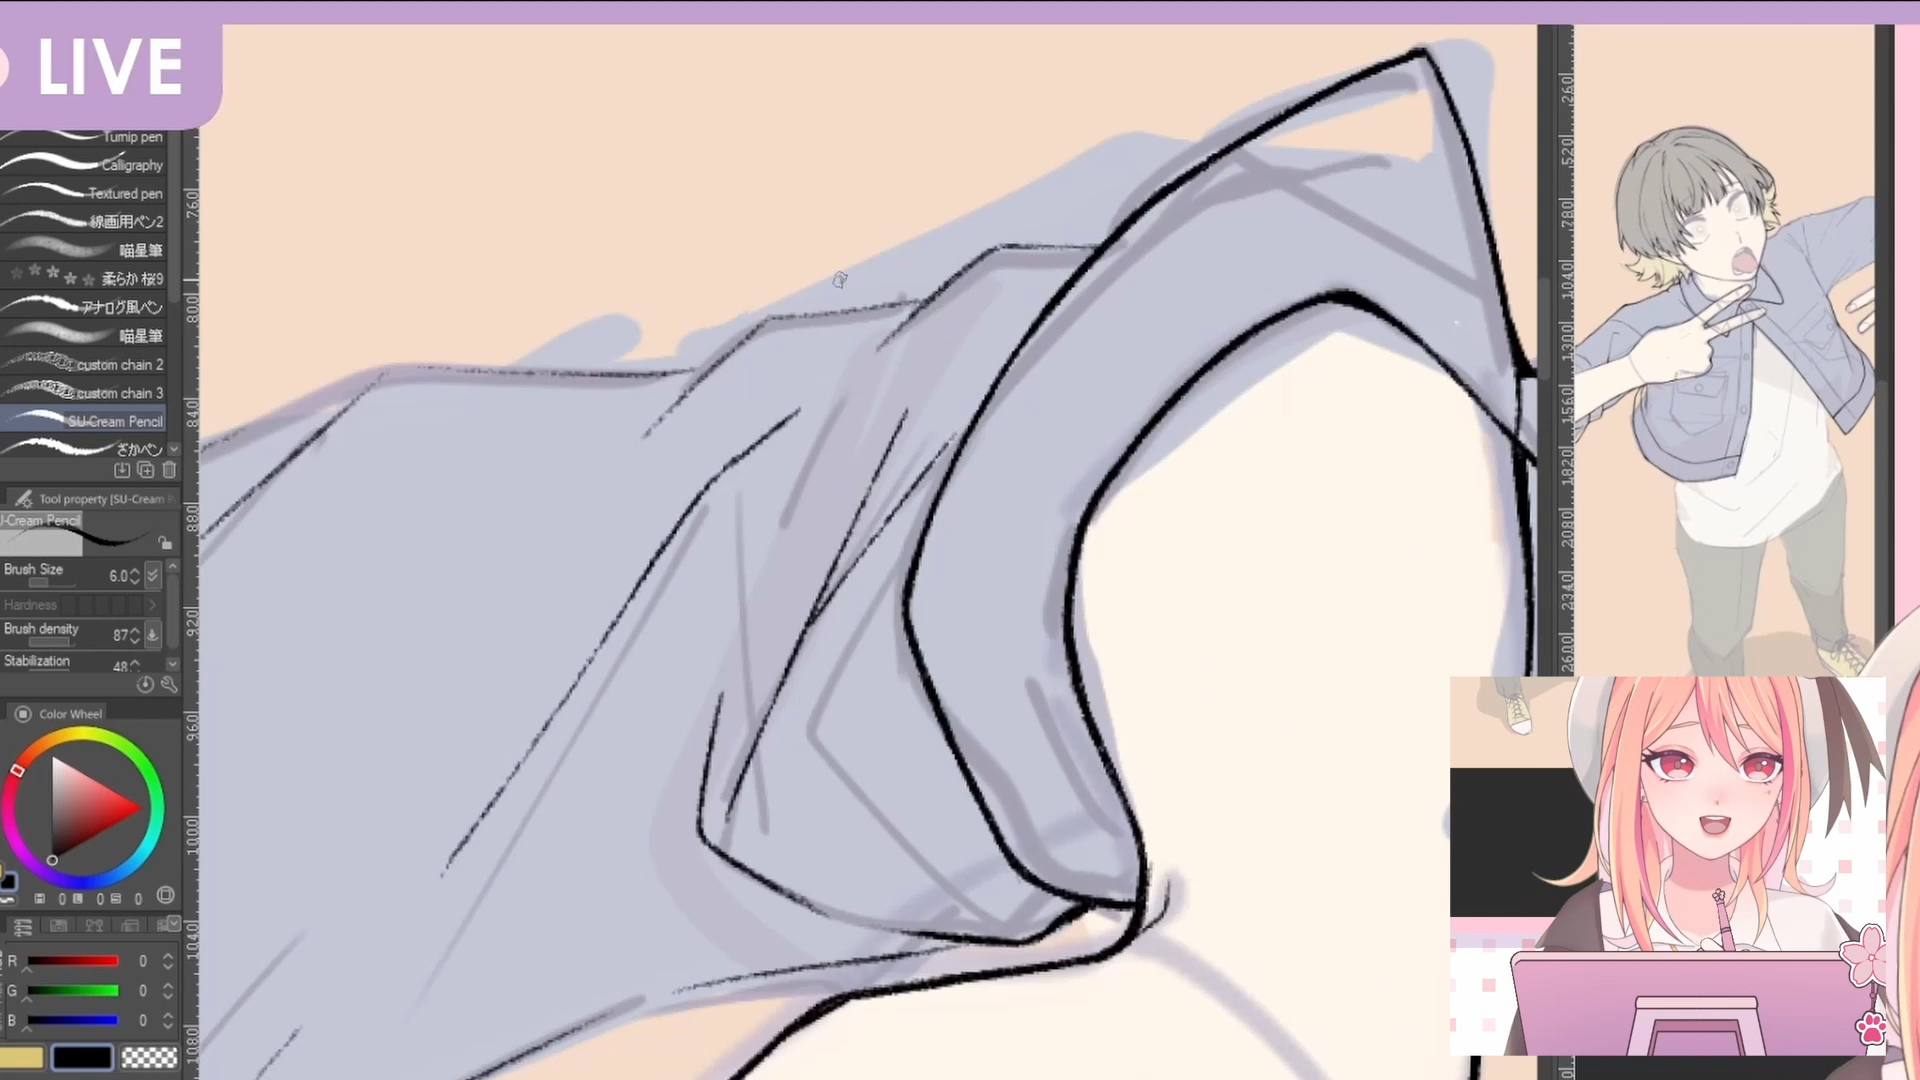 LIVE
Turnip pen
Calligraphy
Textured pen
線画用ペン2
喵星筆
柔らか 桜9
アナログ風ペン
喵星筆
custom chain 2
custom chain 3
SU-Cream Pencil
ざかペン
Tool property [SU-Cream P
J-Cream Pencil
Brush Size 6.0
Hardness
Brush density 87
Stabilization 48
Color Wheel
H 0 L 0 S 0
R 0
G 0
B 0
760
800
840
880
920
960
1000
1040
1080
260
520
780
1040
1300
1560
1820
2080
2340
2600